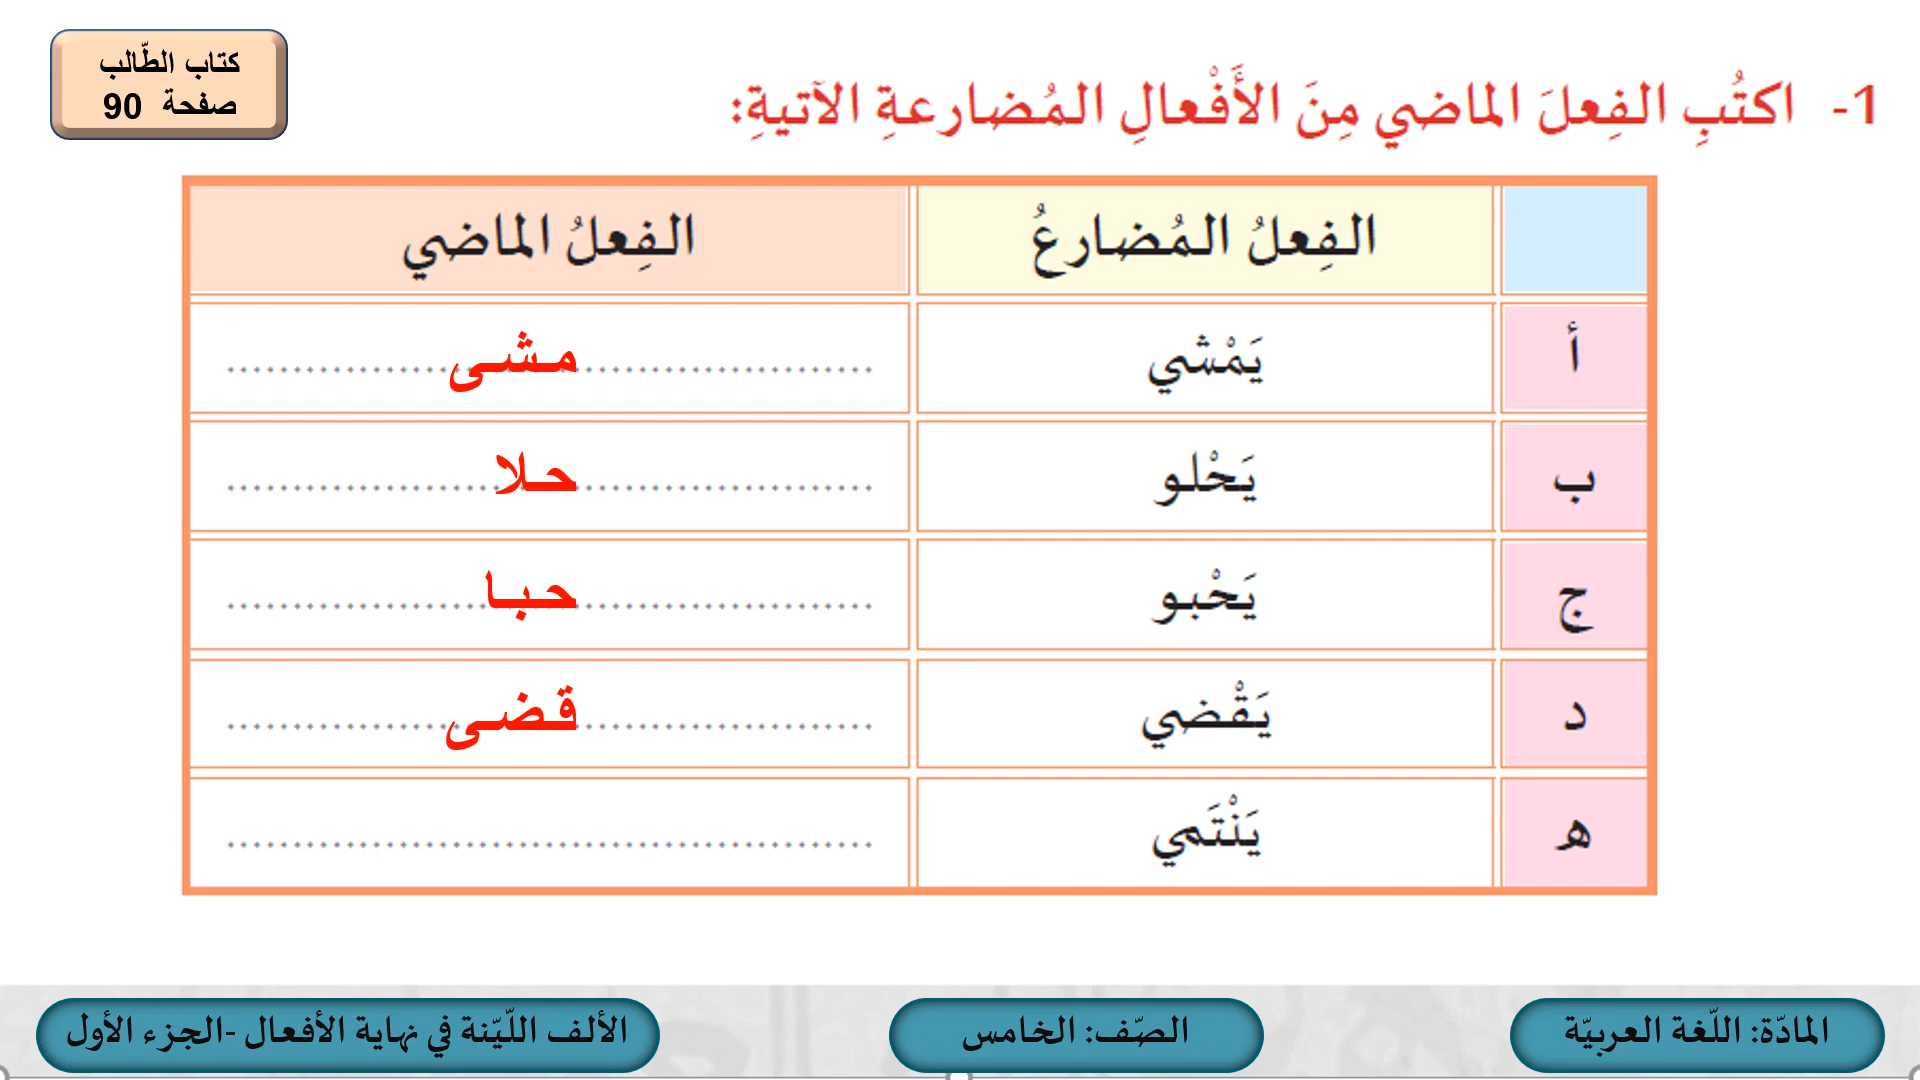 كتاب الطّالب
صفحة 90
1- اكتُبِ الفِعلَ الماضي مِنَ الأَفْعالِ المُضارعةِ الآتيةِ:
الفِعلُ المُضارعُ الفِعلُ الماضي
أ يَمْشي مشى
ب يَحْلو حلا
ج يَحْبو حبا
د يَقْضي قضى
ه يَنْتَمي
المادّة: اللّغة العربيّة الصّف: الخامس الألف اللّيّنة في نهاية الأفعال -الجزء الأول